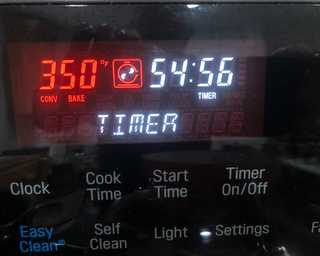 350°F 54:56
CONV BAKE TIMER
TIMER
Clock Cook Time Start Time Timer On/Off
Easy Clean® Self Clean Light Settings